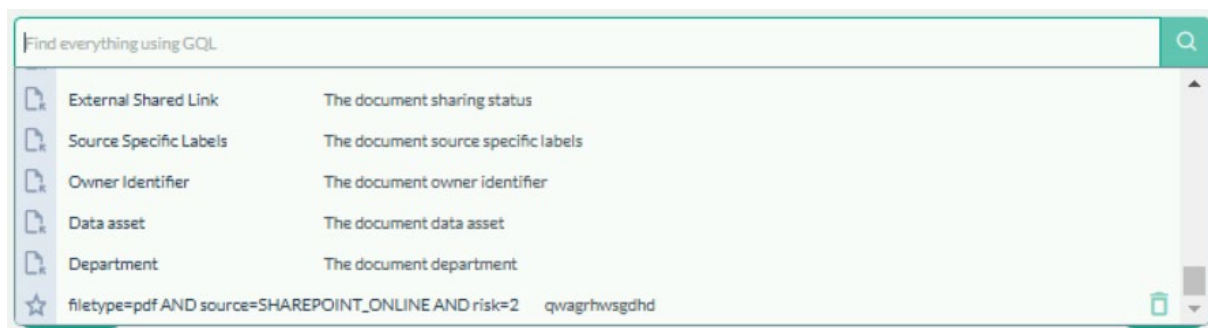 Find everything using GQL
External Shared Link The document sharing status
Source Specific Labels The document source specific labels
Owner Identifier The document owner identifier
Data asset The document data asset
Department The document department
filetype=pdf AND source=SHAREPOINT_ONLINE AND risk=2 qwagrhwsgdhd